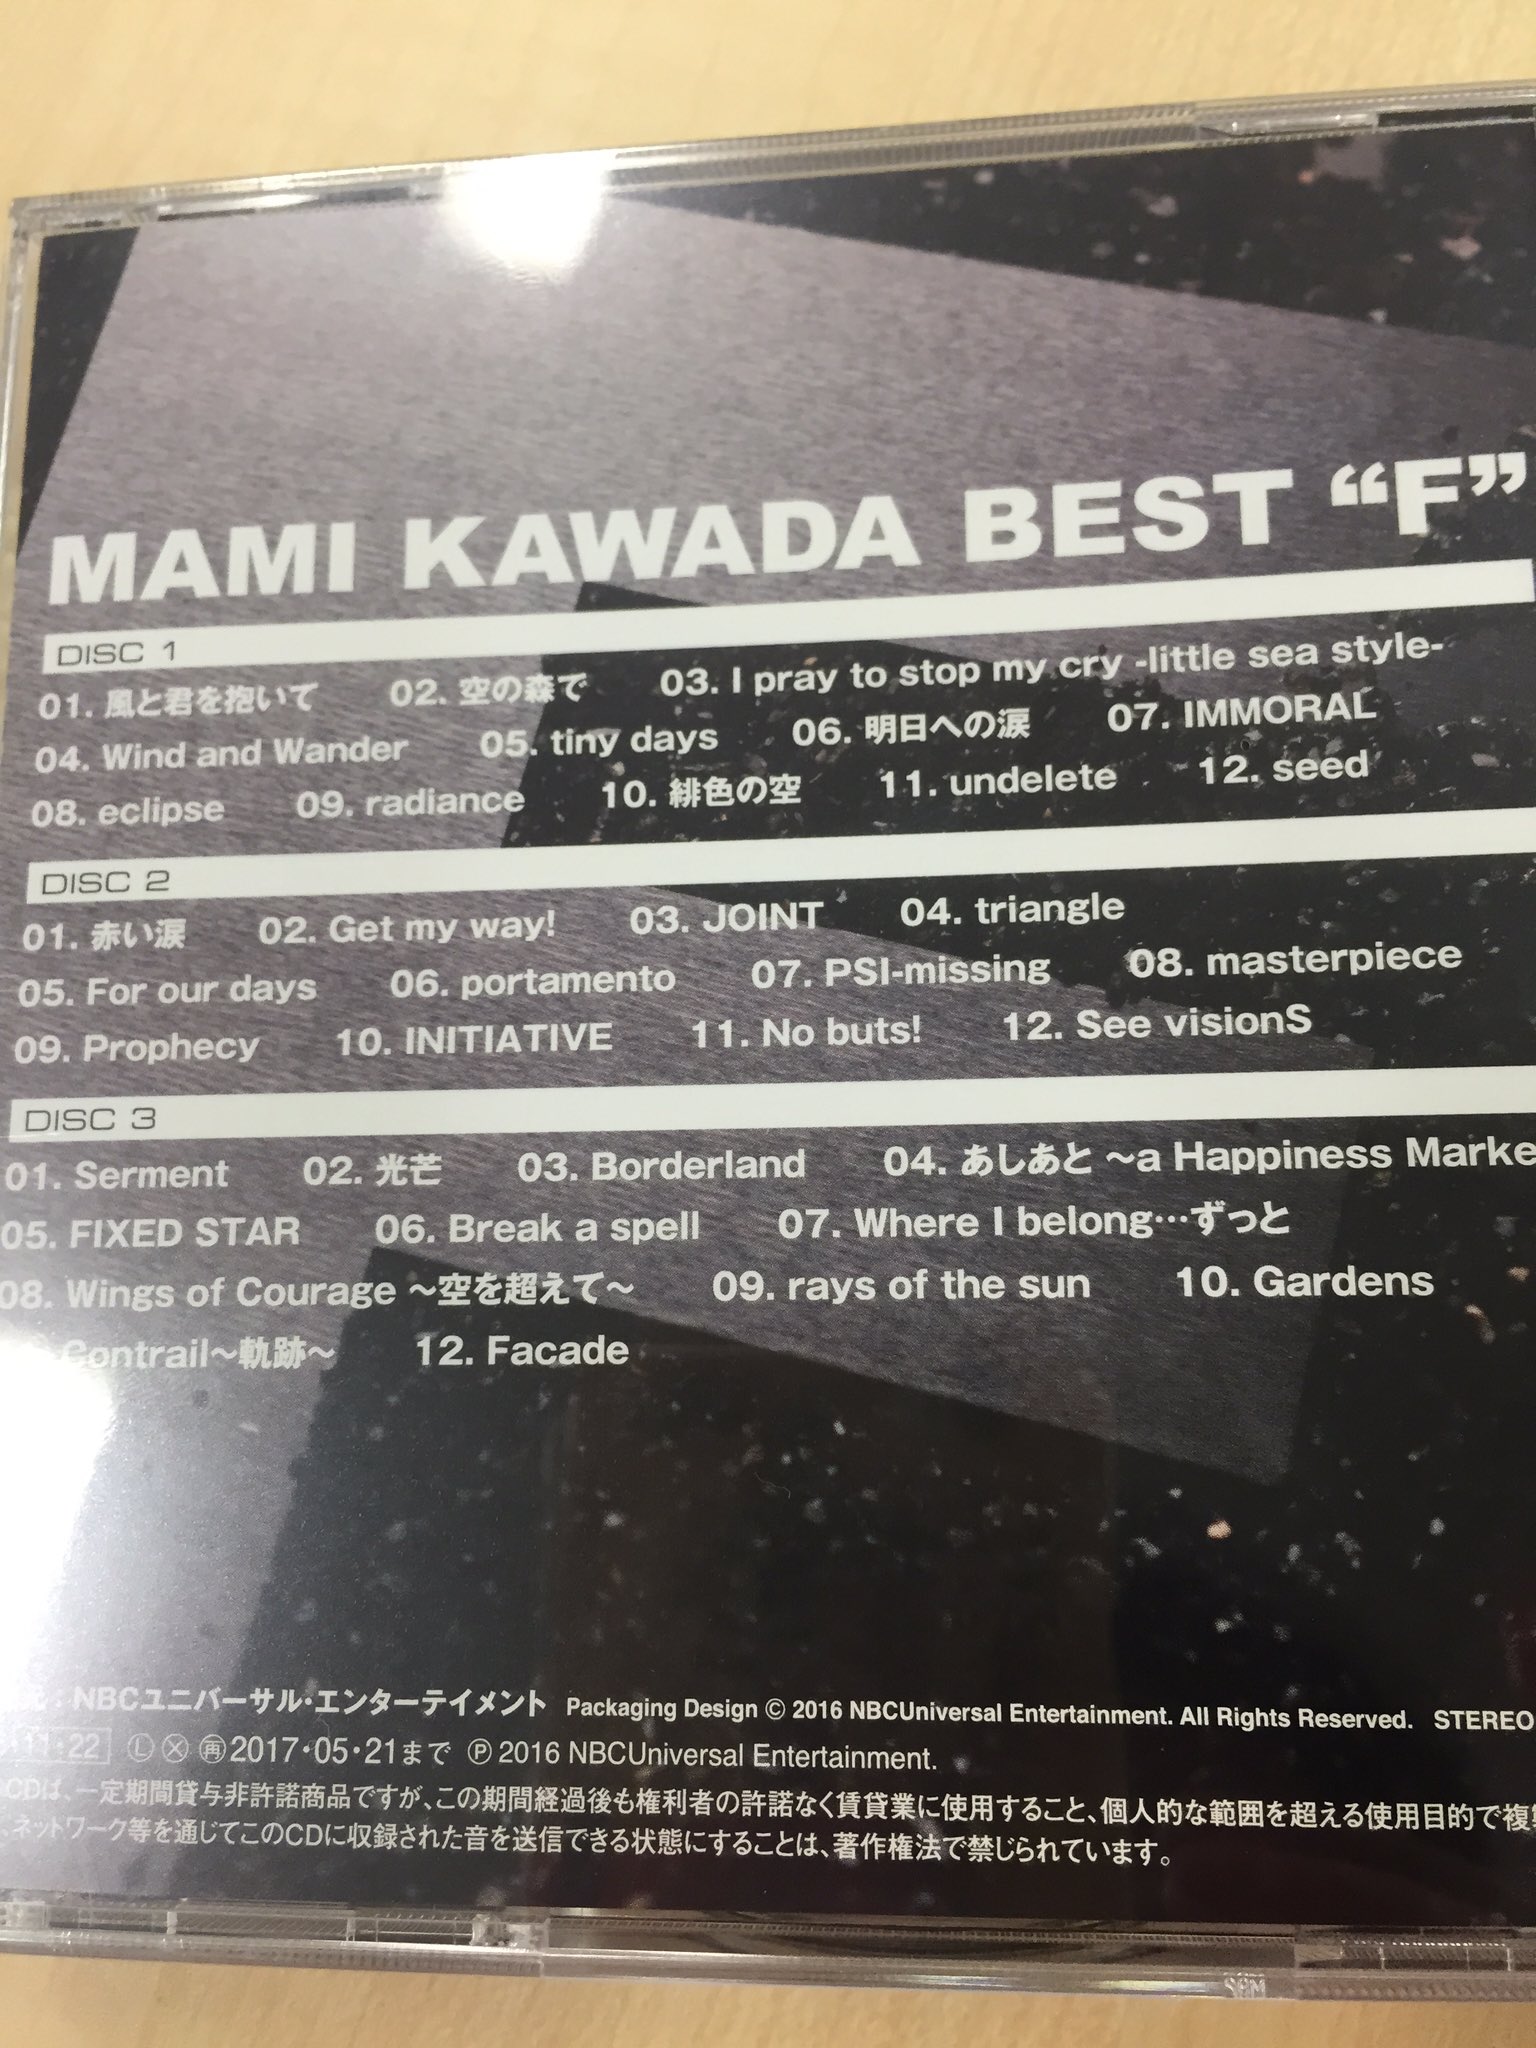 MAMI KAWADA BEST “F”
DISC 1
01. 風と君を抱いて 02. 空の森で 03. I pray to stop my cry -little sea style-
04. Wind and Wander 05. tiny days 06. 明日への涙 07. IMMORAL
08. eclipse 09. radiance 10. 緋色の空 11. undelete 12. seed
DISC 2
01. 赤い涙 02. Get my way! 03. JOINT 04. triangle
05. For our days 06. portamento 07. PSI-missing 08. masterpiece
09. Prophecy 10. INITIATIVE 11. No buts! 12. See visionS
DISC 3
01. Serment 02. 光芒 03. Borderland 04. あしあと ~a Happiness Marke
05. FIXED STAR 06. Break a spell 07. Where I belong…ずっと
08. Wings of Courage ～空を超えて～ 09. rays of the sun 10. Gardens
Contrail～軌跡～ 12. Facade
: NBCユニバーサル・エンターテイメント Packaging Design © 2016 NBCUniversal Entertainment. All Rights Reserved. STEREO
11・22 Ⓛ Ⓧ ㊢2017・05・21まで Ⓟ 2016 NBCUniversal Entertainment.
CDは、一定期間貸与非許諾商品ですが、この期間経過後も権利者の許諾なく賃貸業に使用すること、個人的な範囲を超える使用目的で複
、ネットワーク等を通じてこのCDに収録された音を送信できる状態にすることは、著作権法で禁じられています。